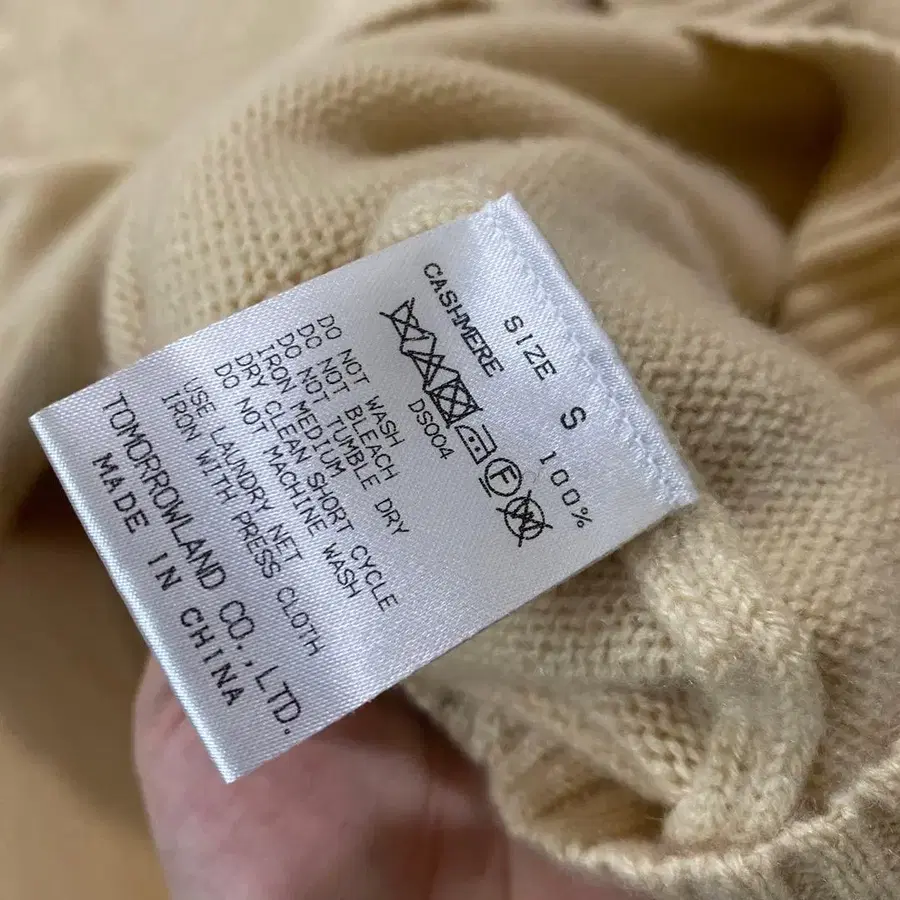 SIZE S
CASHMERE 100%
F
DS004
DO NOT WASH
DO NOT BLEACH
DO NOT TUMBLE DRY
IRON MEDIUM
DRY CLEAN SHORT CYCLE
DO NOT MACHINE WASH
USE LAUNDRY NET
IRON WITH PRESS CLOTH
TOMORROWLAND CO., LTD.
MADE IN CHINA